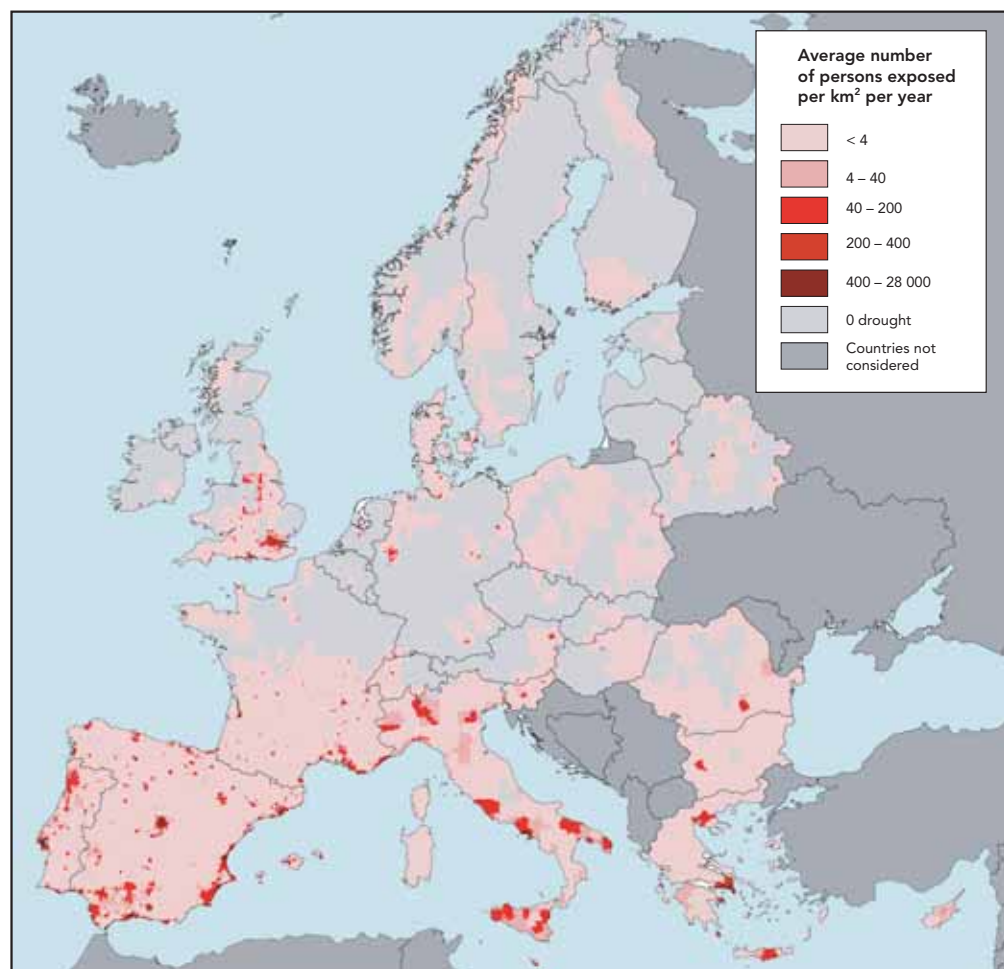 Average number
of persons exposed
per km² per year
< 4
4 – 40
40 – 200
200 – 400
400 – 28 000
0 drought
Countries not
considered